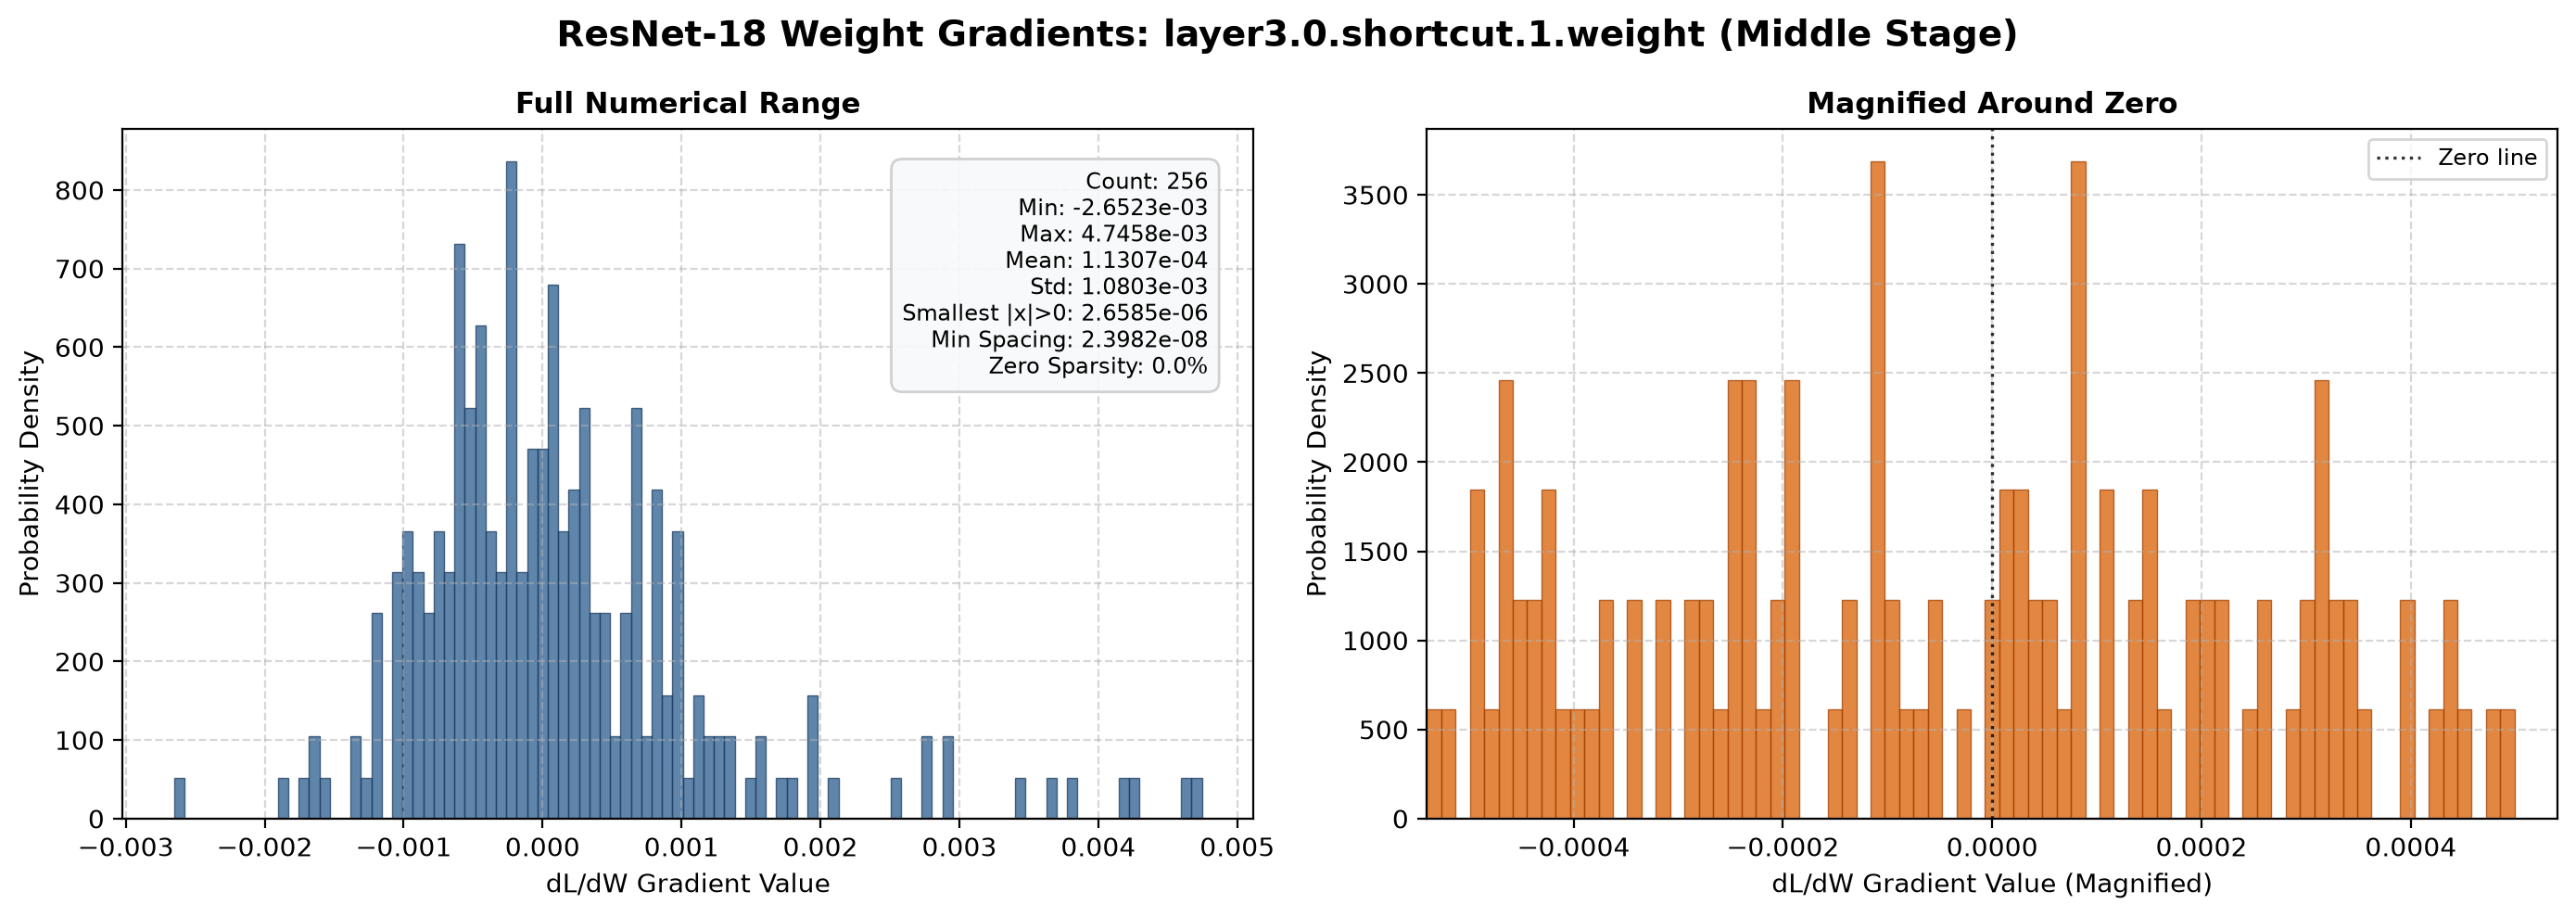 ResNet-18 Weight Gradients: layer3.0.shortcut.1.weight (Middle Stage)
Full Numerical Range
Probability Density
800
700
600
500
400
300
200
100
0
Count: 256
Min: -2.6523e-03
Max: 4.7458e-03
Mean: 1.1307e-04
Std: 1.0803e-03
Smallest |x|>0: 2.6585e-06
Min Spacing: 2.3982e-08
Zero Sparsity: 0.0%
−0.003 −0.002 −0.001 0.000 0.001 0.002 0.003 0.004 0.005
dL/dW Gradient Value
Magnified Around Zero
Probability Density
3500
3000
2500
2000
1500
1000
500
0
Zero line
−0.0004 −0.0002 0.0000 0.0002 0.0004
dL/dW Gradient Value (Magnified)